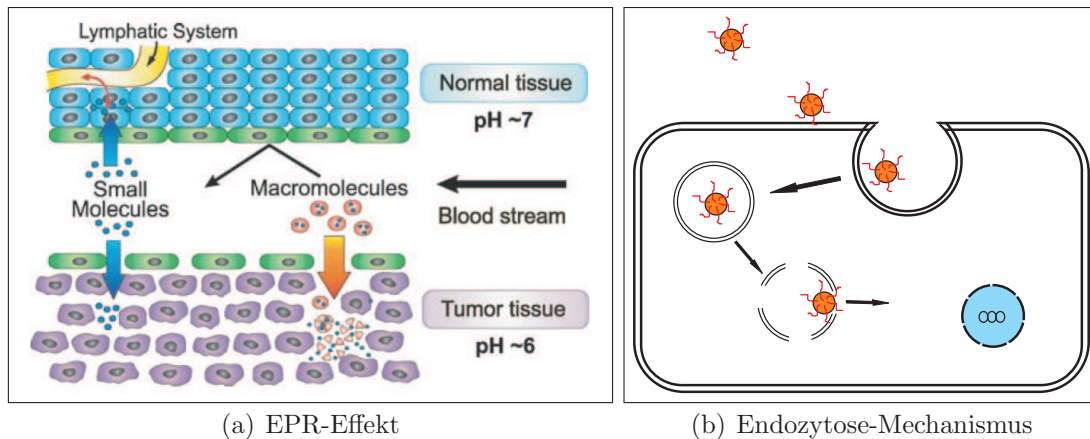 Lymphatic System
Normal tissue
pH ~7
Small
Molecules
Macromolecules
Blood stream
Tumor tissue
pH ~6
(a) EPR-Effekt
(b) Endozytose-Mechanismus